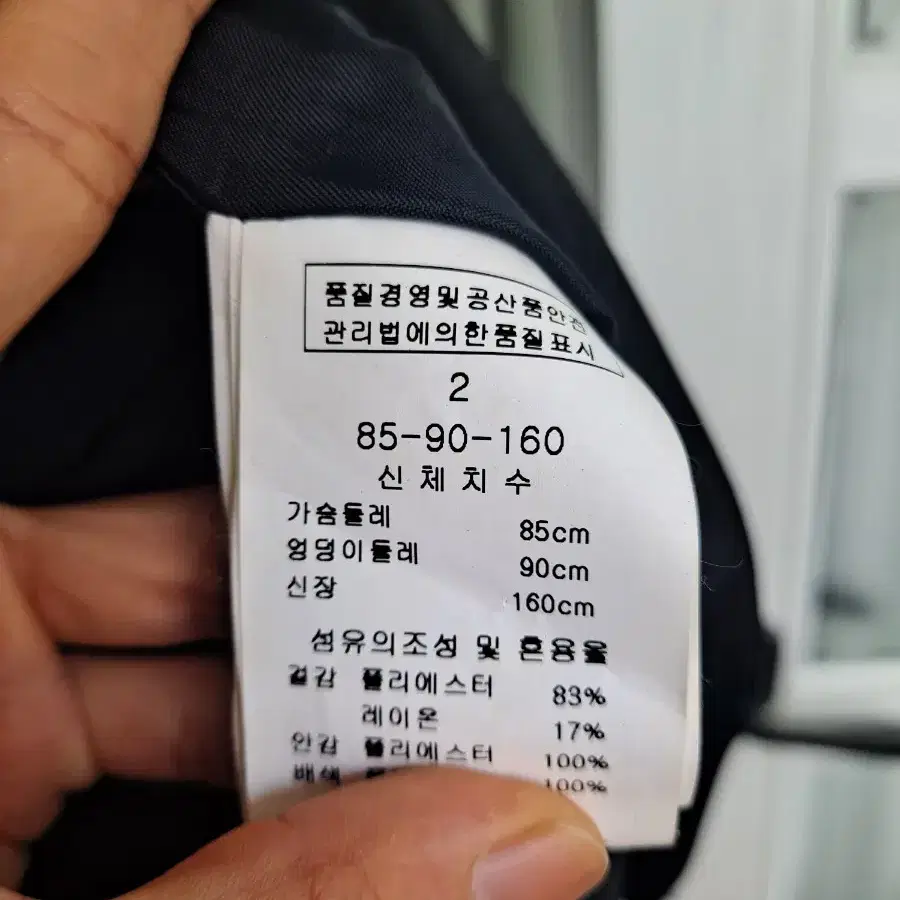 품질경영및공산품안전
관리법에의한품질표시
2
85-90-160
신체치수
가슴둘레 85cm
엉덩이둘레 90cm
신장 160cm
섬유의조성 및 혼용율
겉감 폴리에스터 83%
레이온 17%
안감 폴리에스터 100%
배색 100%